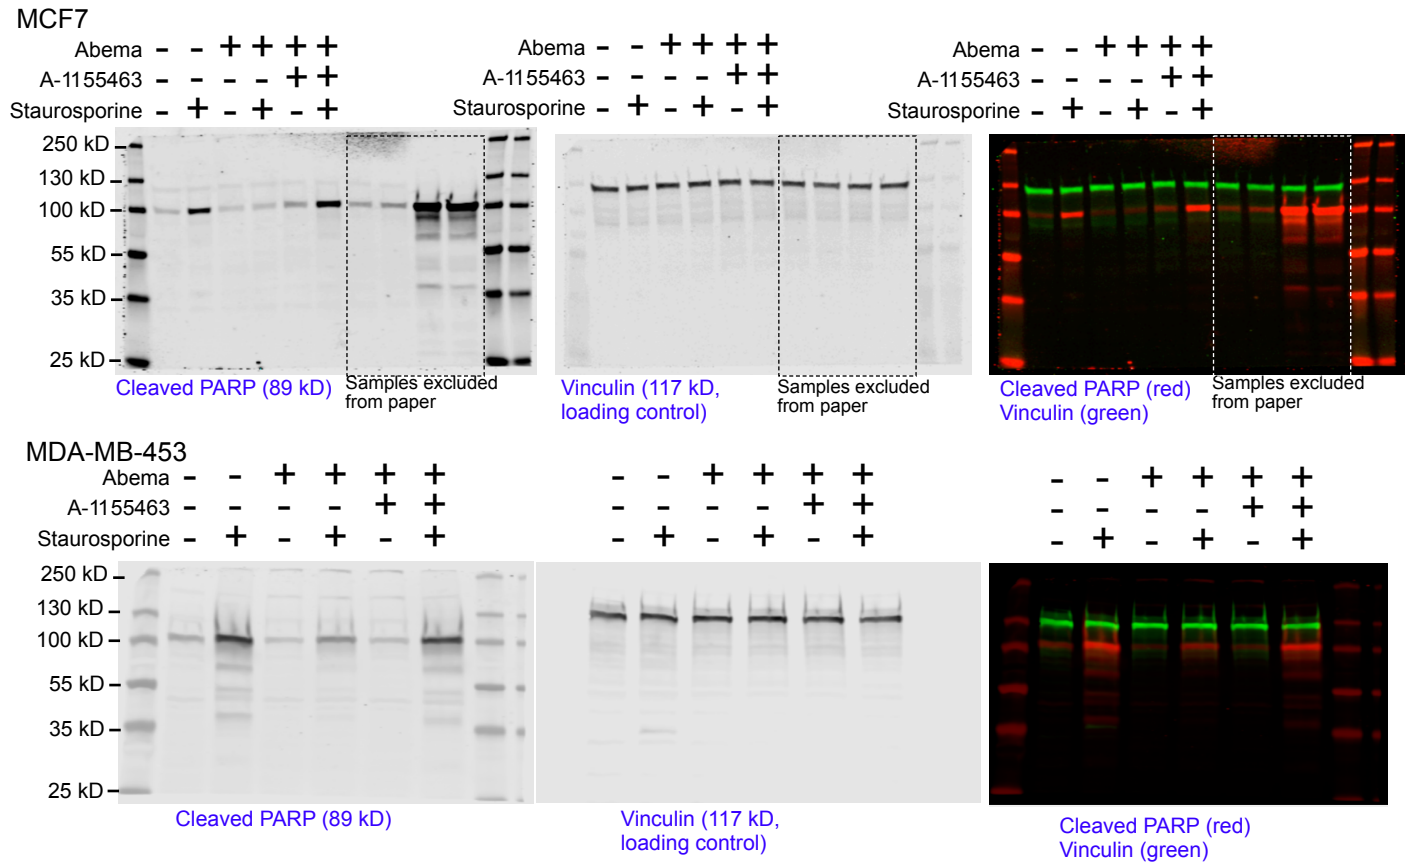 MCF7
Abema - - + + + +
A-1155463 - - - - + +
Staurosporine - + - + - +
250 kD
130 kD
100 kD
55 kD
35 kD
25 kD
Cleaved PARP (89 kD)
Samples excluded
from paper
Abema - - + + + +
A-1155463 - - - - + +
Staurosporine - + - + - +
Vinculin (117 kD,
loading control)
Samples excluded
from paper
Abema - - + + + +
A-1155463 - - - - + +
Staurosporine - + - + - +
Cleaved PARP (red)
Vinculin (green)
Samples excluded
from paper
MDA-MB-453
Abema - - + + + +
A-1155463 - - - - + +
Staurosporine - + - + - +
250 kD
130 kD
100 kD
55 kD
35 kD
25 kD
Cleaved PARP (89 kD)
- - + + + +
- - - - + +
- + - + - +
Vinculin (117 kD,
loading control)
- - + + + +
- - - - + +
- + - + - +
Cleaved PARP (red)
Vinculin (green)